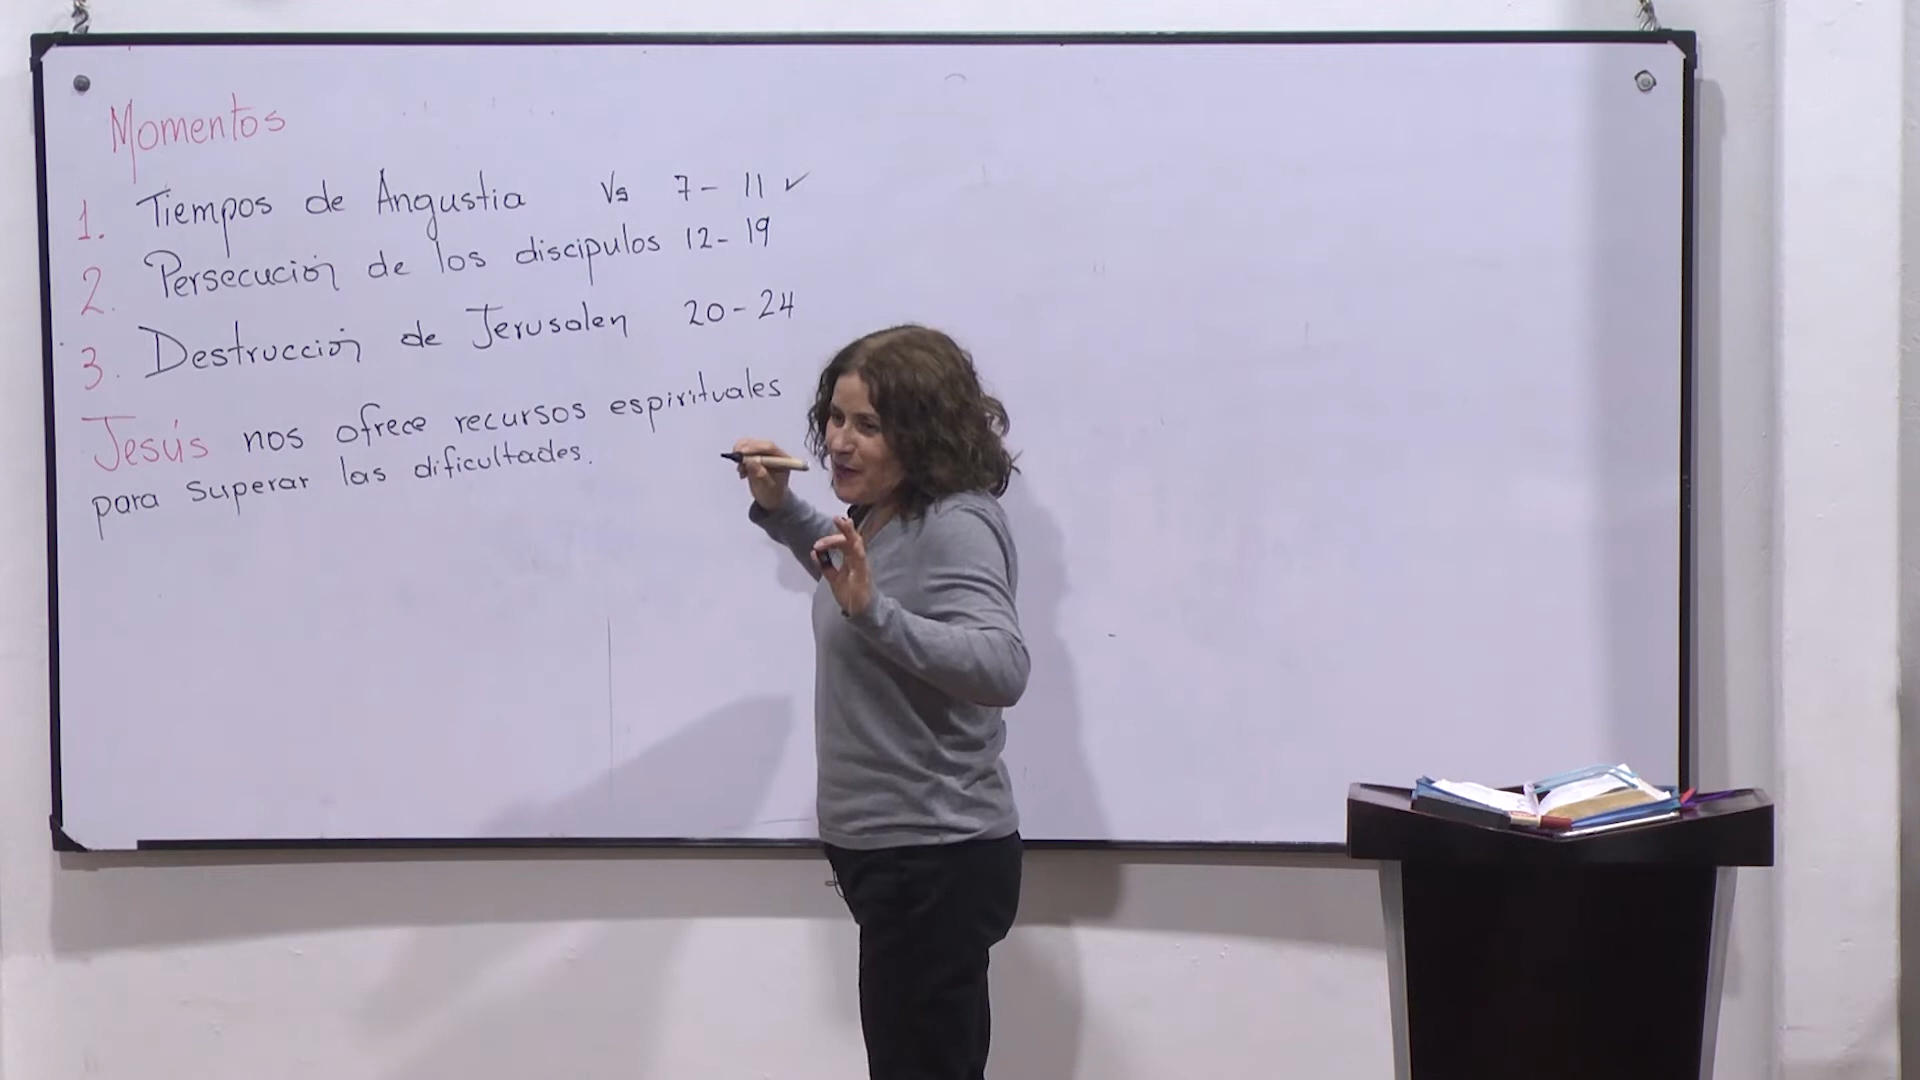 Momentos
1. Tiempos de Angustia Vs 7- 11 ✓
2. Persecución de los discipulos 12- 19
3. Destrucción de Jerusalen 20-24
Jesús nos ofrece recursos espirituales
para superar las dificultades.